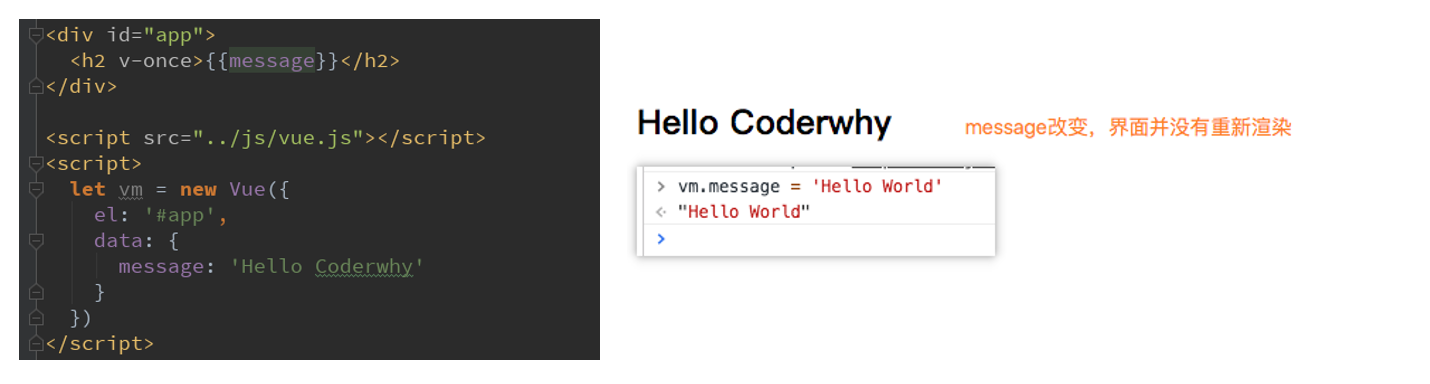 <div id="app">
  <h2 v-once>{{message}}</h2>
</div>

<script src="../js/vue.js"></script>
<script>
  let vm = new Vue({
    el: '#app',
    data: {
      message: 'Hello Coderwhy'
    }
  })
</script>
Hello Coderwhy
message改变，界面并没有重新渲染
> vm.message = 'Hello World'
<· "Hello World"
>